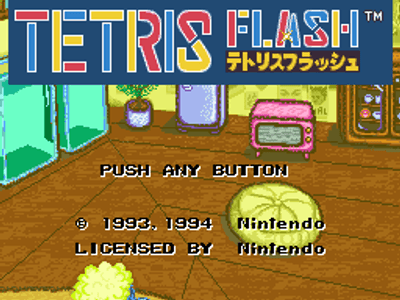 TETRIS FLASH™
テトリスフラッシュ
PUSH ANY BUTTON
© 1993,1994 Nintendo
LICENSED BY Nintendo